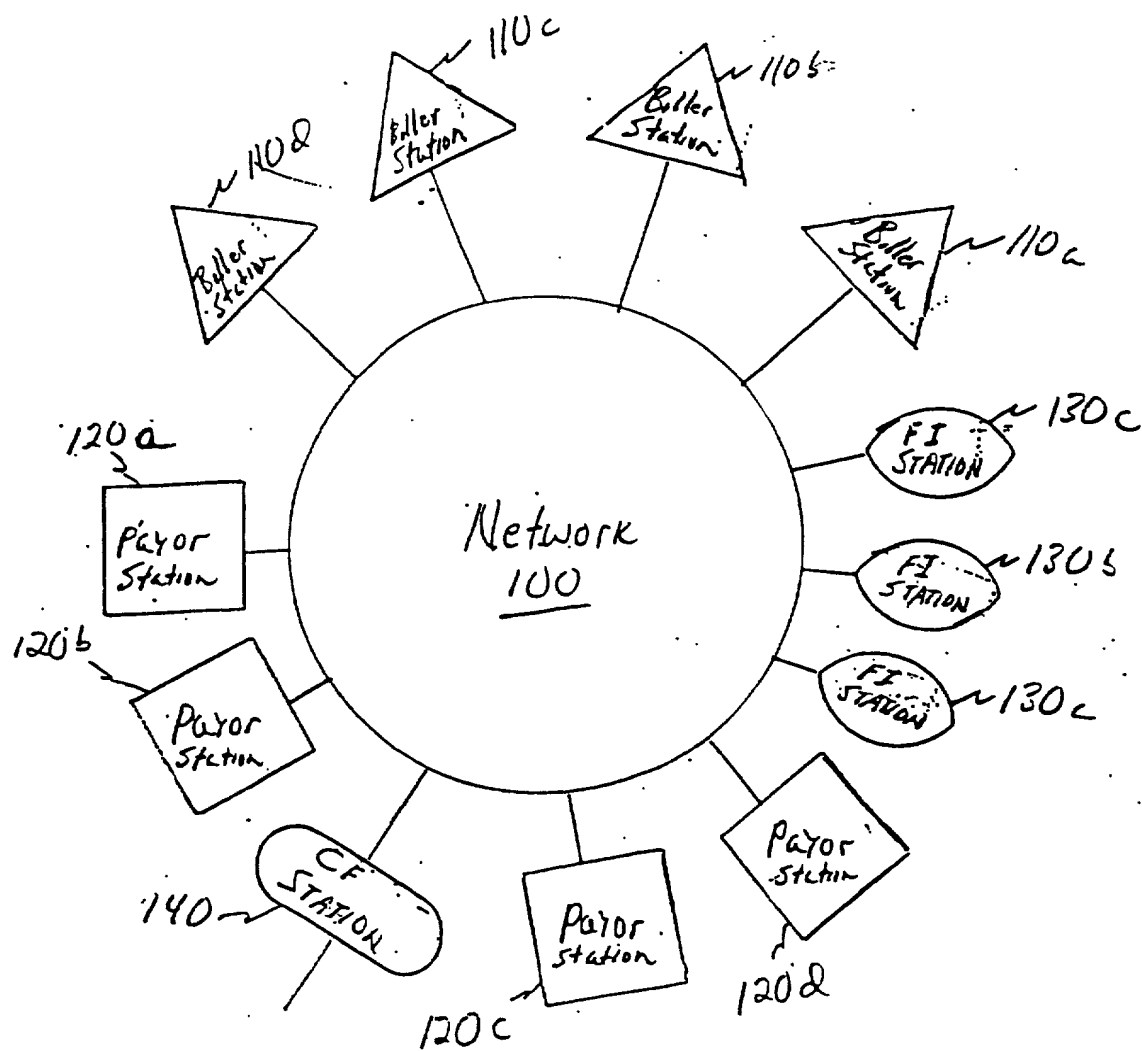 110c
110b
Biller
Station
Biller
Station
110d
Biller
Station
Biller
Station
110a
130c
FI
STATION
120a
Payor
Station
Network
100
FI
STATION
130b
120b
Payor
Station
FI
STATION
130c
CF
STATION
140
Payor
Station
120c
Payor
Station
120d